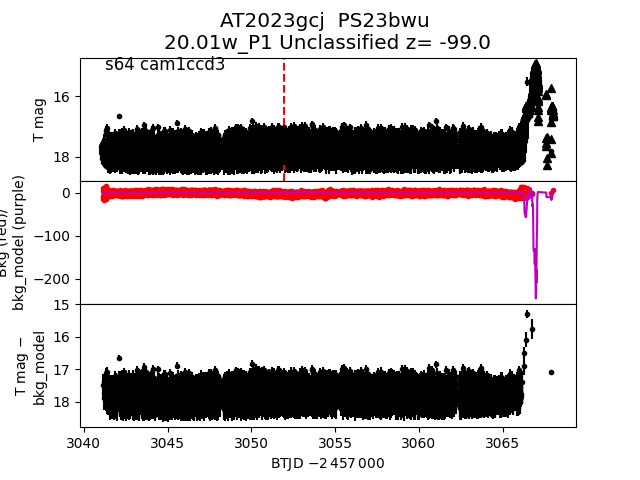 AT2023gcj PS23bwu
20.01w_P1 Unclassified z= -99.0
s64 cam1ccd3
T mag
16
18
Bkg (red)/
bkg_model (purple)
0
−100
−200
T mag −
bkg_model
15
16
17
18
3040 3045 3050 3055 3060 3065
BTJD −2 457 000